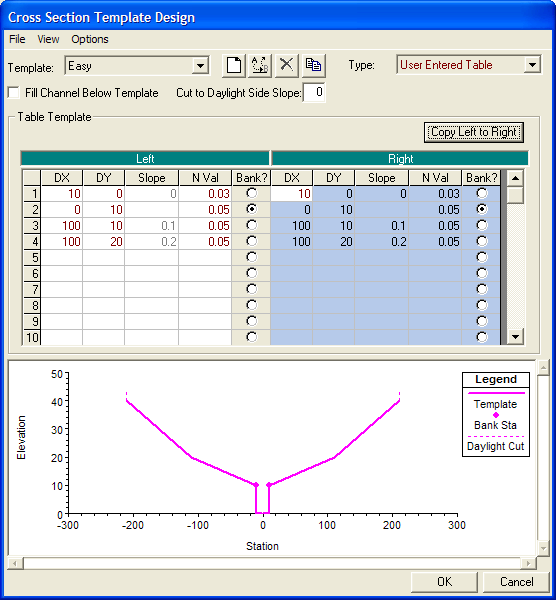 Cross Section Template Design
File View Options
Template: Easy Type: User Entered Table
Fill Channel Below Template Cut to Daylight Side Slope: 0
Table Template
Copy Left to Right
Left Right
DX DY Slope N Val Bank? DX DY Slope N Val Bank?
1 10 0 0 0.03 10 0 0 0.03
2 0 10 0.05 0 10 0.05
3 100 10 0.1 0.05 100 10 0.1 0.05
4 100 20 0.2 0.05 100 20 0.2 0.05
5
6
7
8
9
10
50
40
30
20
10
0
Elevation
-300 -200 -100 0 100 200 300
Station
Legend
Template
Bank Sta
Daylight Cut
OK Cancel